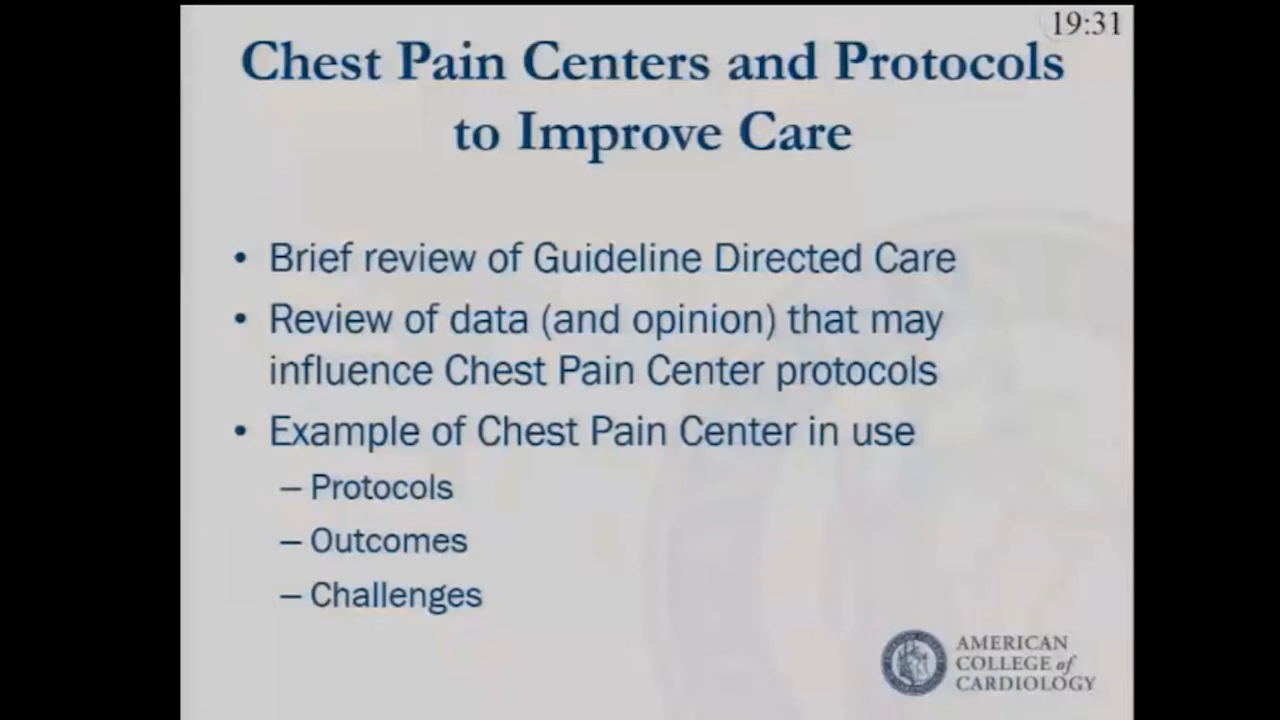 19:31
Chest Pain Centers and Protocols
to Improve Care
• Brief review of Guideline Directed Care
• Review of data (and opinion) that may
influence Chest Pain Center protocols
• Example of Chest Pain Center in use
– Protocols
– Outcomes
– Challenges
AMERICAN
COLLEGE of
CARDIOLOGY